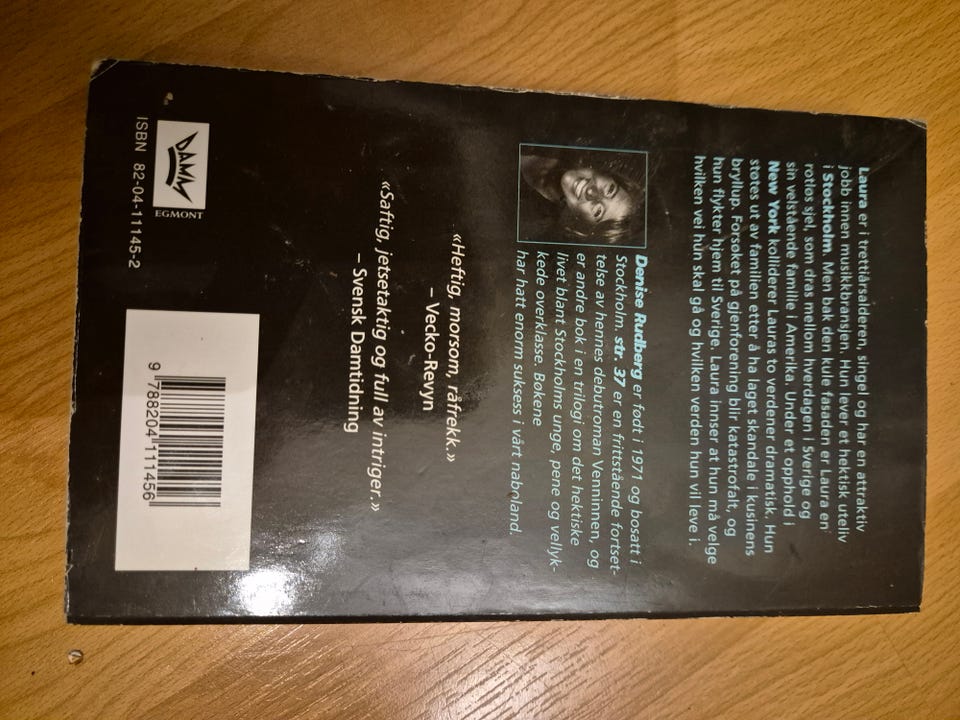 Laura er i trettiårsalderen, singel og har en attraktiv
jobb innen musikkbransjen. Hun lever et hektisk uteliv
i Stockholm. Men bak den kule fasaden er Laura en
rotløs sjel, som dras mellom hverdagen i Sverige og
sin velstående familie i Amerika. Under et opphold i
New York kolliderer Lauras to verdener dramatisk. Hun
støtes ut av familien etter å ha laget skandale i kusinens
bryllup. Forsøket på gjenforening blir katastrofalt, og
hun flykter hjem til Sverige. Laura innser at hun må velge
hvilken vei hun skal gå og hvilken verden hun vil leve i.
Denise Rudberg er født i 1971 og bosatt i
Stockholm. str. 37 er en frittstående fortset-
telse av hennes debutroman Venninnen, og
er andre bok i en trilogi om det hektiske
livet blant Stockholms unge, pene og vellyk-
kede overklasse. Bøkene
har hatt enorm suksess i vårt naboland.
«Heftig, morsom, råfrekk.»
– Vecko-Revyn
«Saftig, jetsetaktig og full av intriger.»
– Svensk Damtidning
DAMM
EGMONT
ISBN 82-04-11145-2
9 788204 111456